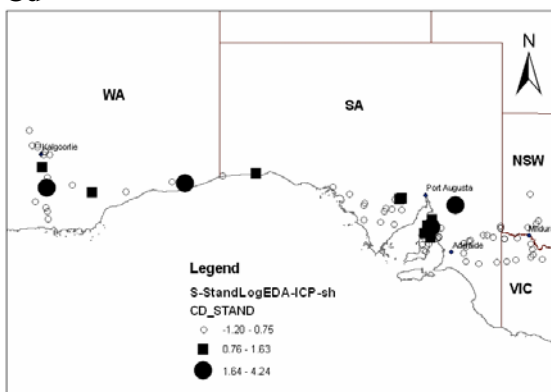 N
WA
SA
Kalgoorlie
NSW
Port Augusta
Mildura
Adelaide
Legend
S-StandLogEDA-ICP-sh
CD_STAND
-1.20 - 0.75
0.76 - 1.63
1.64 - 4.24
VIC